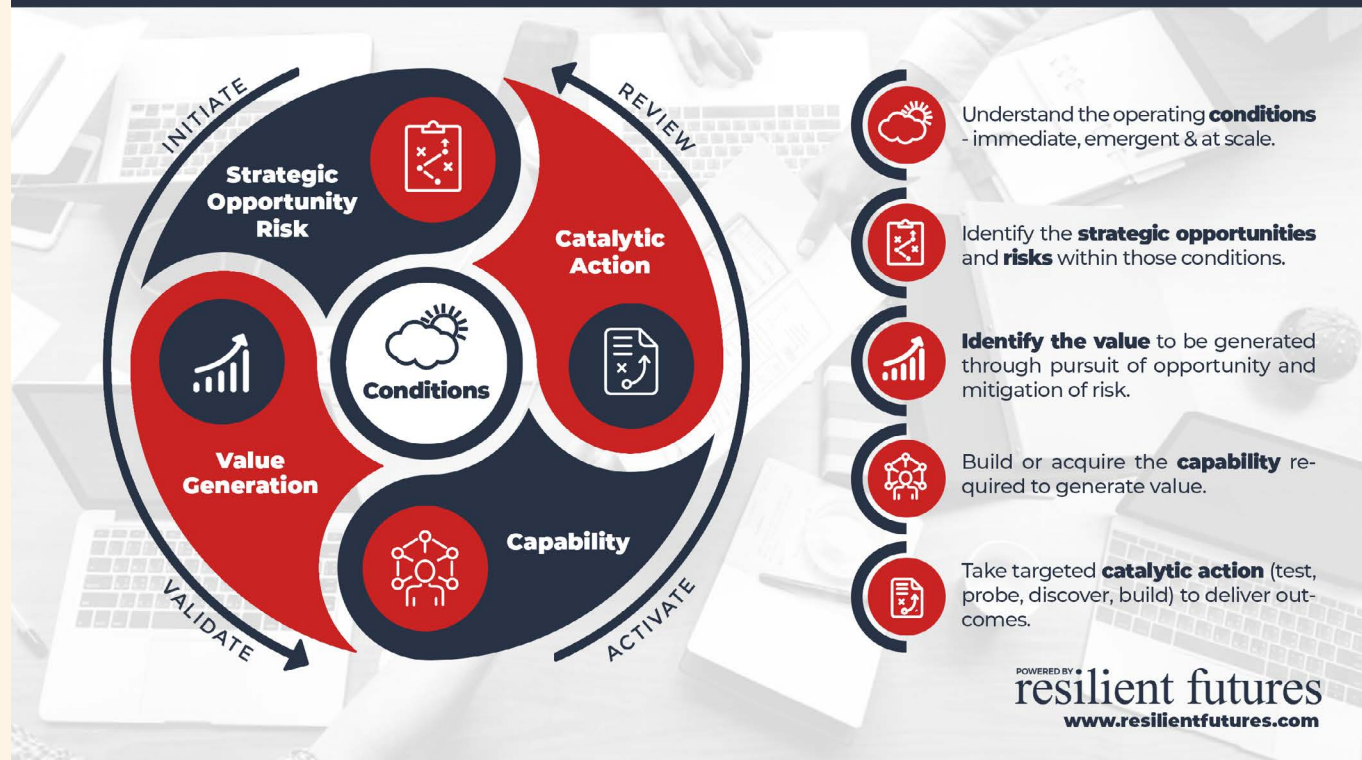 INITIATE
REVIEW
Strategic
Opportunity
Risk
Catalytic
Action
Conditions
Value
Generation
Capability
VALIDATE
ACTIVATE
Understand the operating conditions
- immediate, emergent & at scale.
Identify the strategic opportunities
and risks within those conditions.
Identify the value to be generated
through pursuit of opportunity and
mitigation of risk.
Build or acquire the capability re-
quired to generate value.
Take targeted catalytic action (test,
probe, discover, build) to deliver out-
comes.
POWERED BY
resilient futures
www.resilientfutures.com